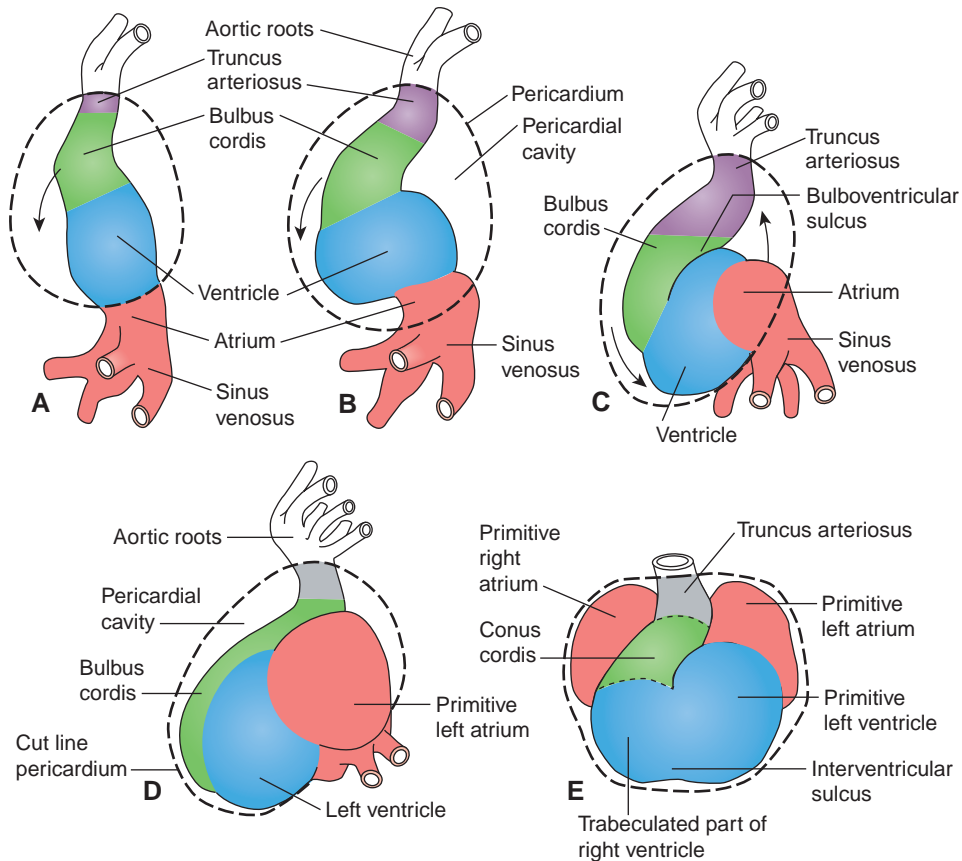 Aortic roots
Truncus
arteriosus
Bulbus
cordis
Pericardium
Pericardial
cavity
Ventricle
Atrium
Sinus
venosus
Sinus
venosus
A
B
Truncus
arteriosus
Bulboventricular
sulcus
Bulbus
cordis
Atrium
Sinus
venosus
C
Ventricle
Aortic roots
Pericardial
cavity
Bulbus
cordis
Cut line
pericardium
Primitive
left atrium
D
Left ventricle
Truncus arteriosus
Primitive
right
atrium
Primitive
left atrium
Conus
cordis
Primitive
left ventricle
Interventricular
sulcus
E
Trabeculated part of
right ventricle